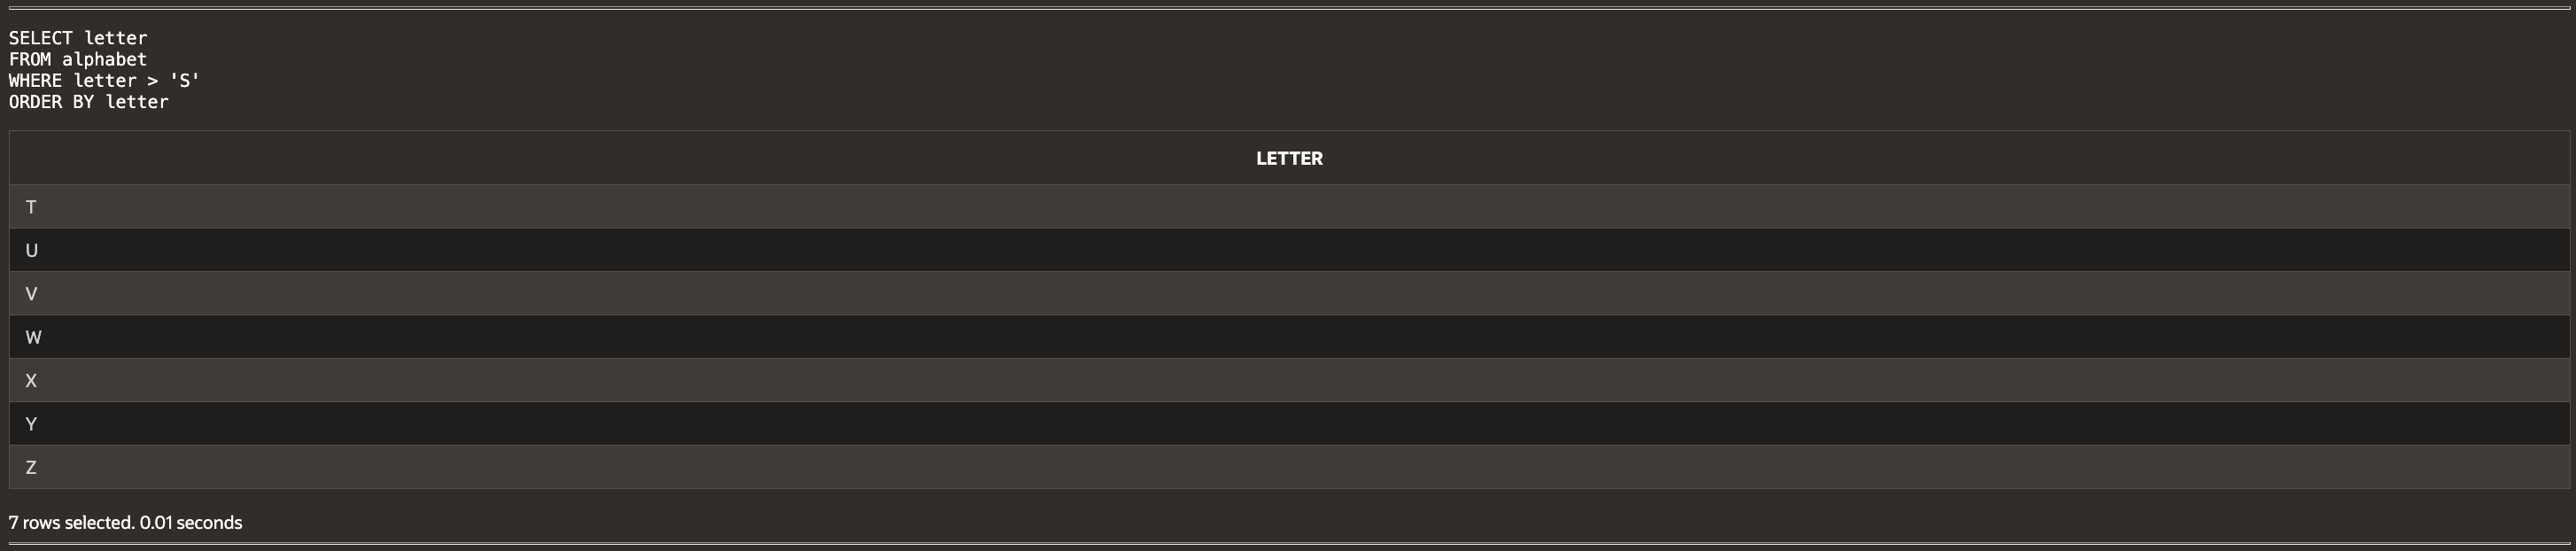 SELECT letter
FROM alphabet
WHERE letter > 'S'
ORDER BY letter
LETTER
T
U
V
W
X
Y
Z
7 rows selected. 0.01 seconds